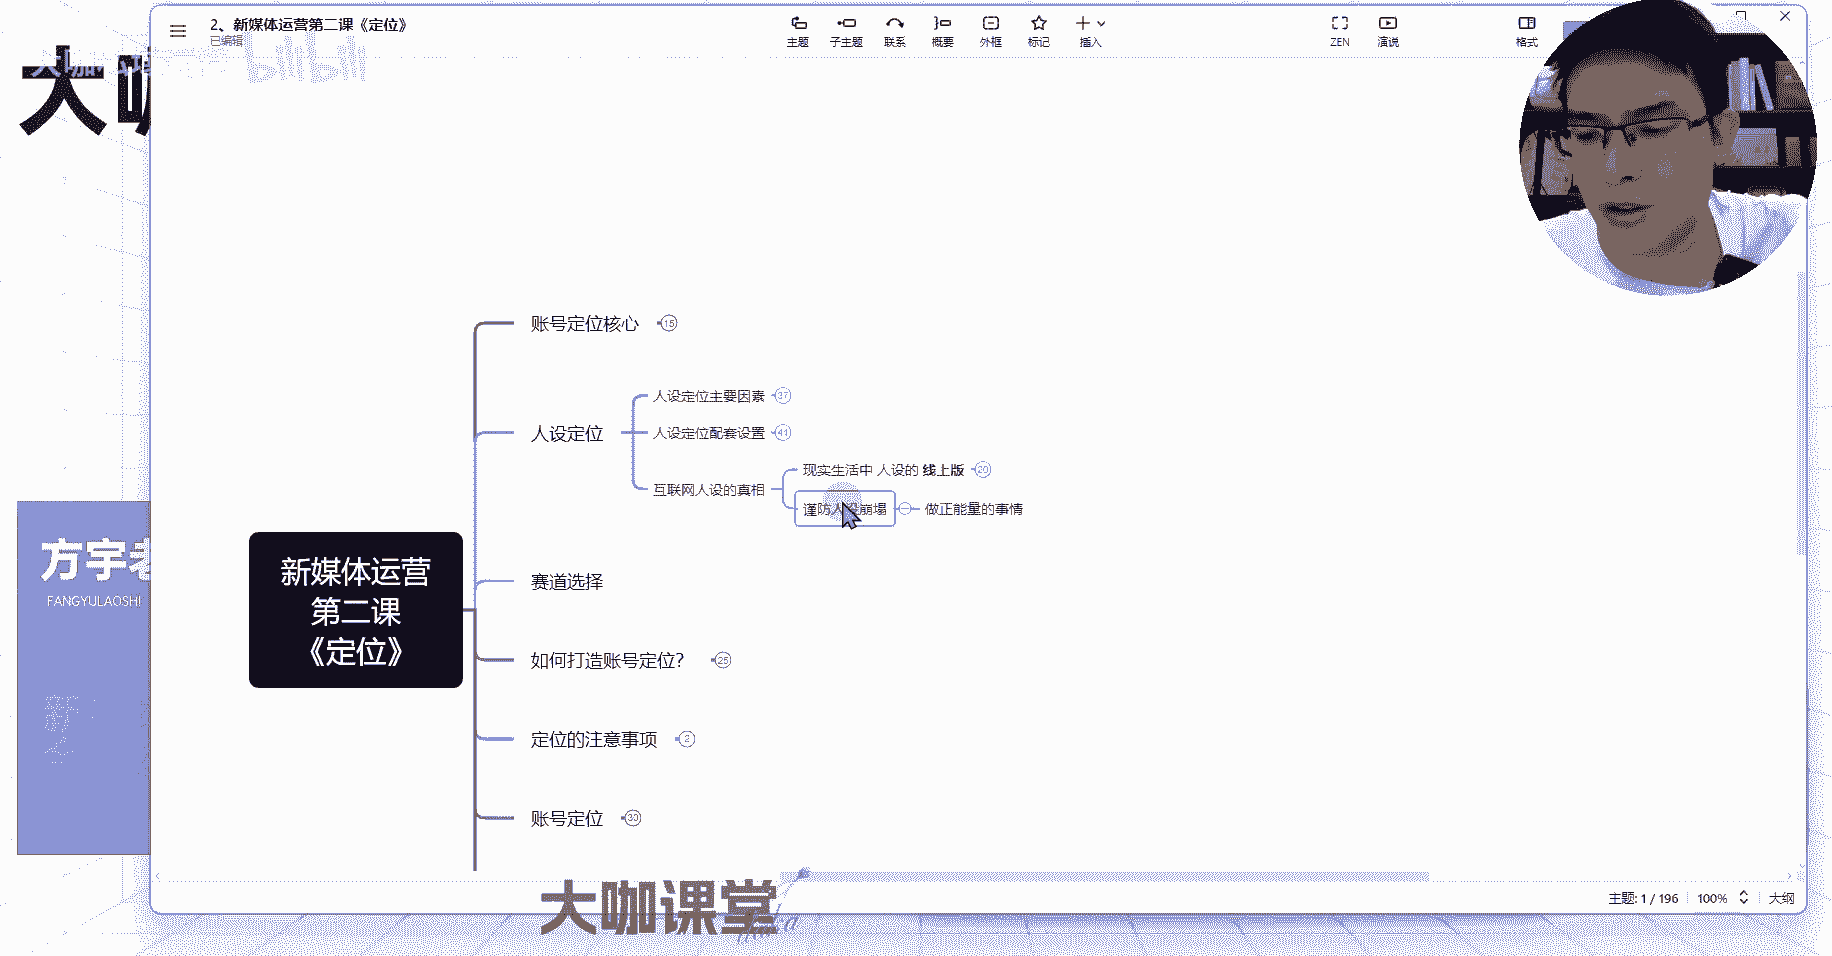 2、新媒体运营第二课《定位》
已编辑
主题
子主题
联系
概要
外框
标记
插入
ZEN
演说
格式
bilibili
大咖
账号定位核心
15
人设定位
人设定位主要因素
37
人设定位配套设置
41
互联网人设的真相
现实生活中 人设的 线上版
20
谨防人设崩塌
做正能量的事情
新媒体运营
第二课
《定位》
赛道选择
如何打造账号定位?
25
定位的注意事项
2
账号定位
30
方宇老
FANGYULAOSHI
大咖课堂
主题: 1 / 196
100%
大纲